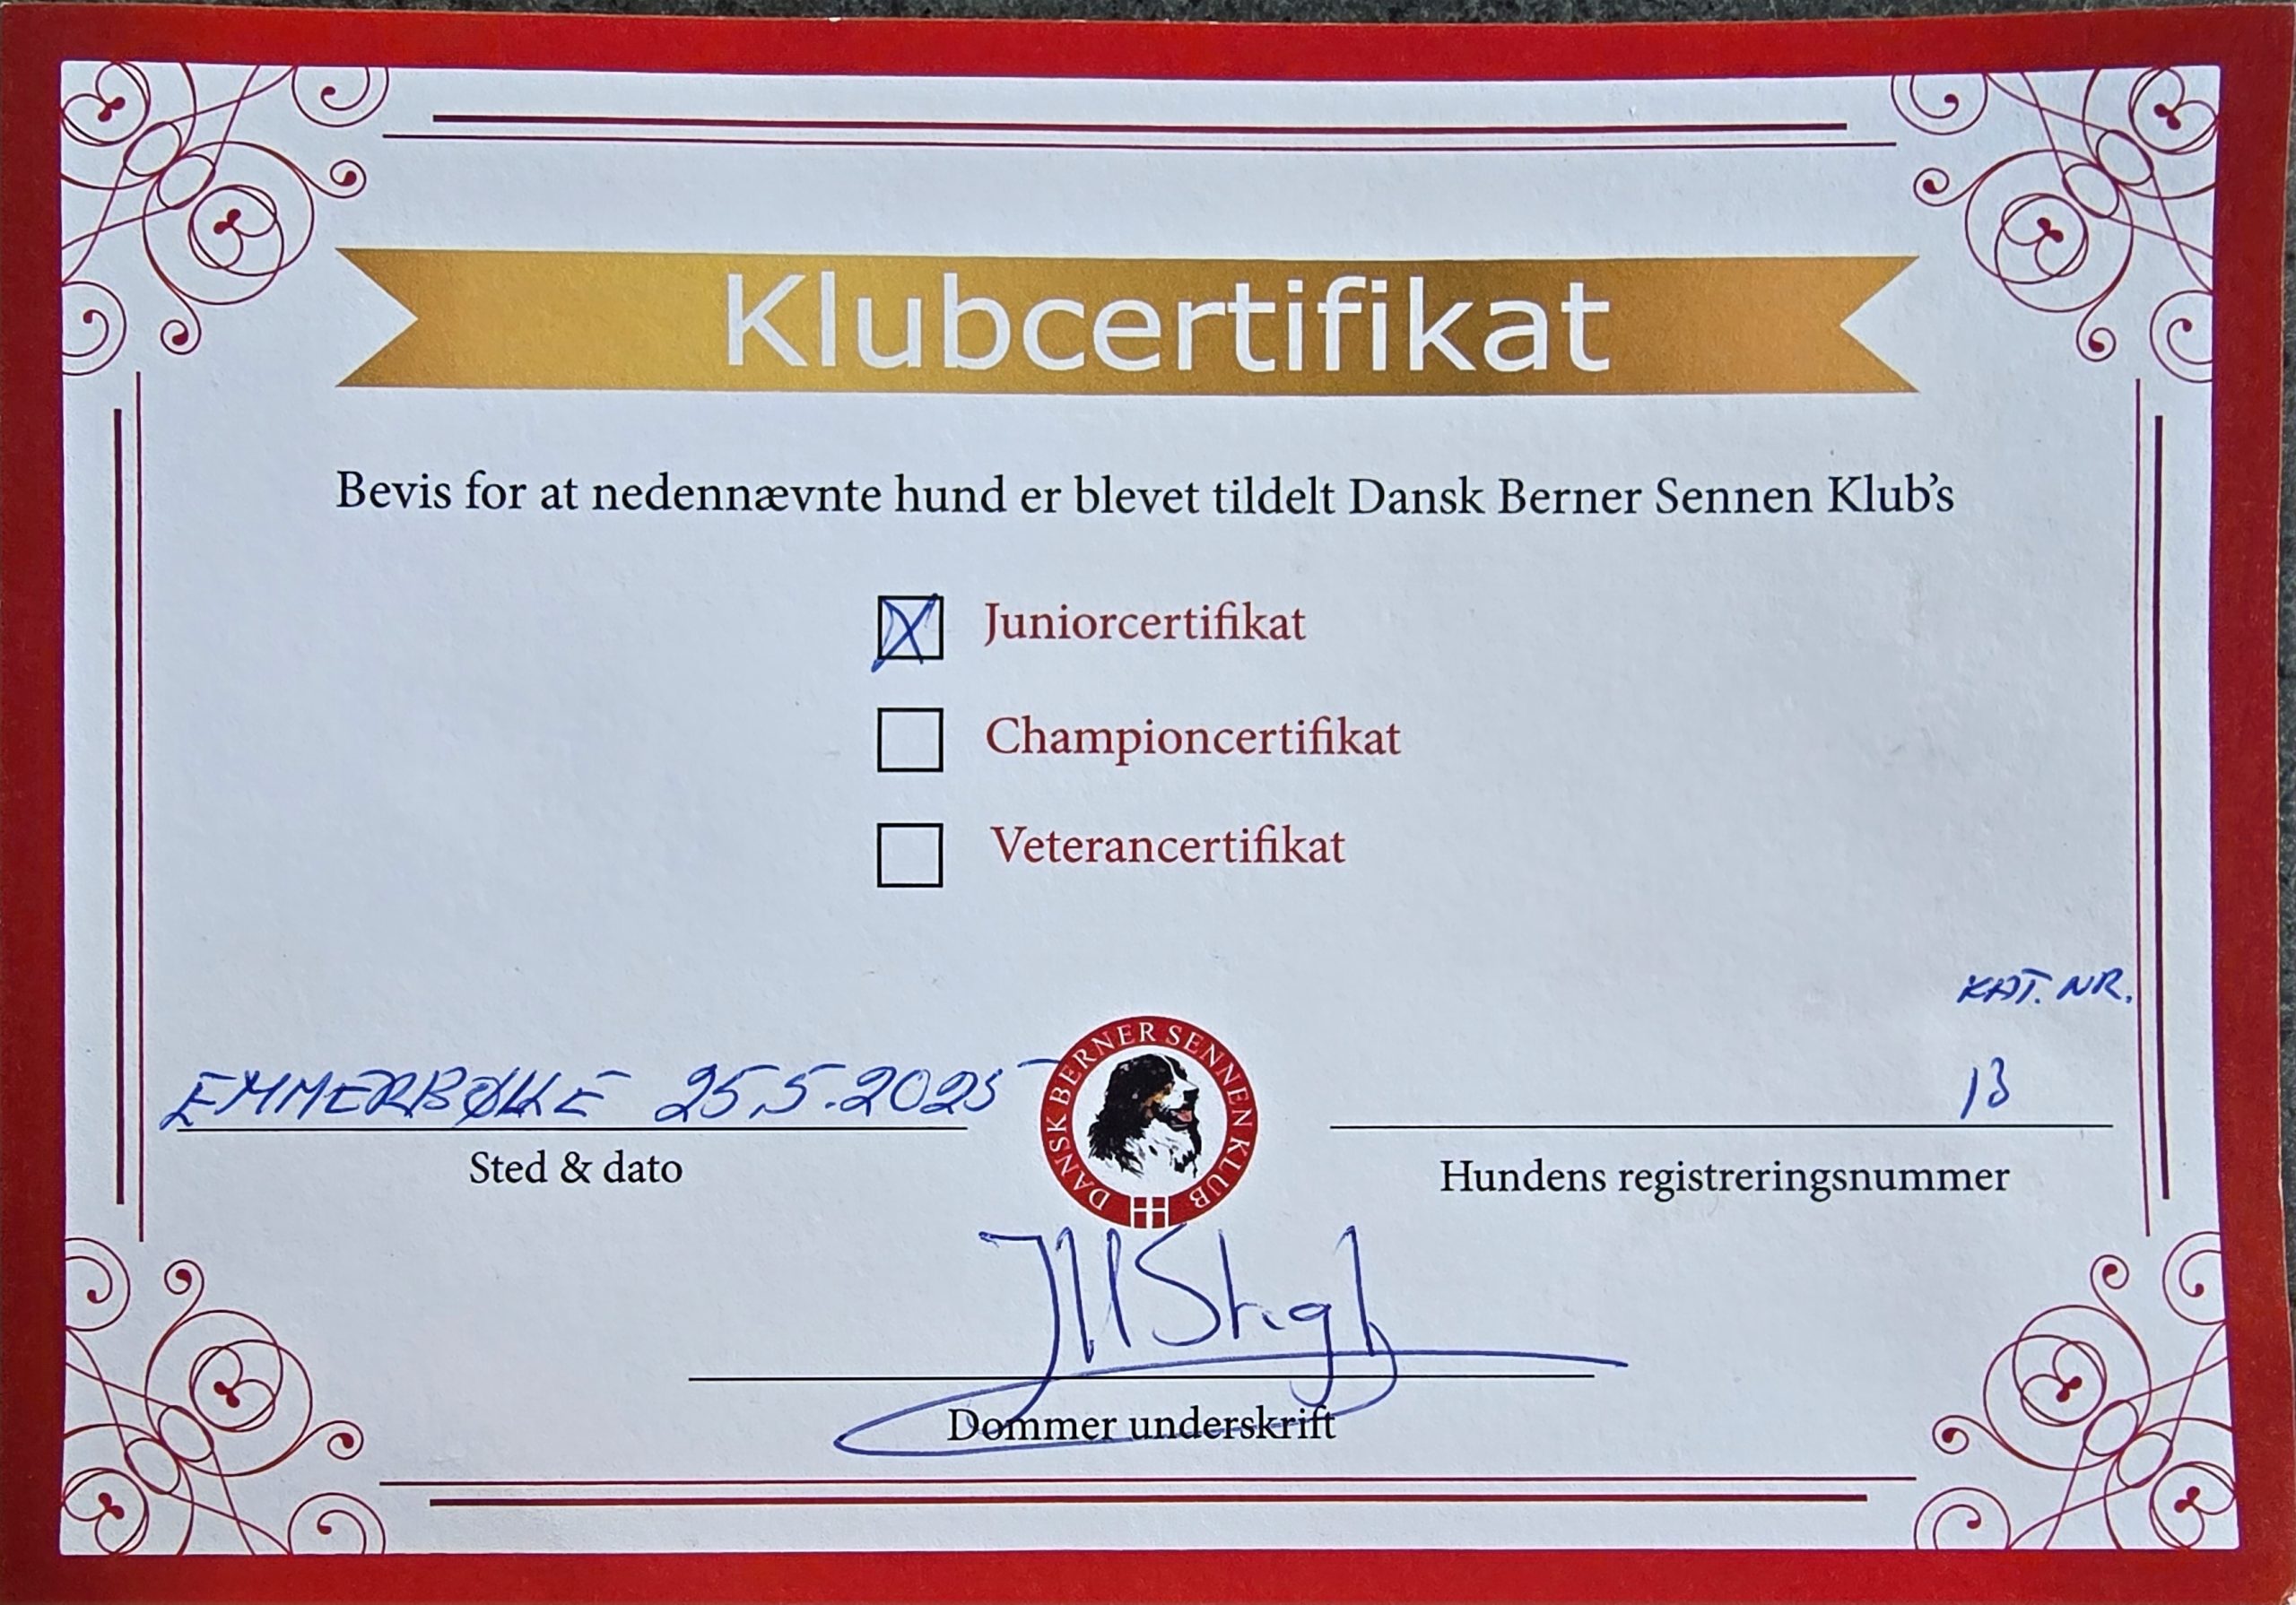 Klubcertifikat
Bevis for at nedennævnte hund er blevet tildelt Dansk Berner Sennen Klub's
X Juniorcertifikat
Championcertifikat
Veterancertifikat
KAT. NR.
EMMERBØLLE 25.5.2025
13
Sted & dato
DANSK BERNER SENNEN KLUB
Hundens registreringsnummer
Dommer underskrift